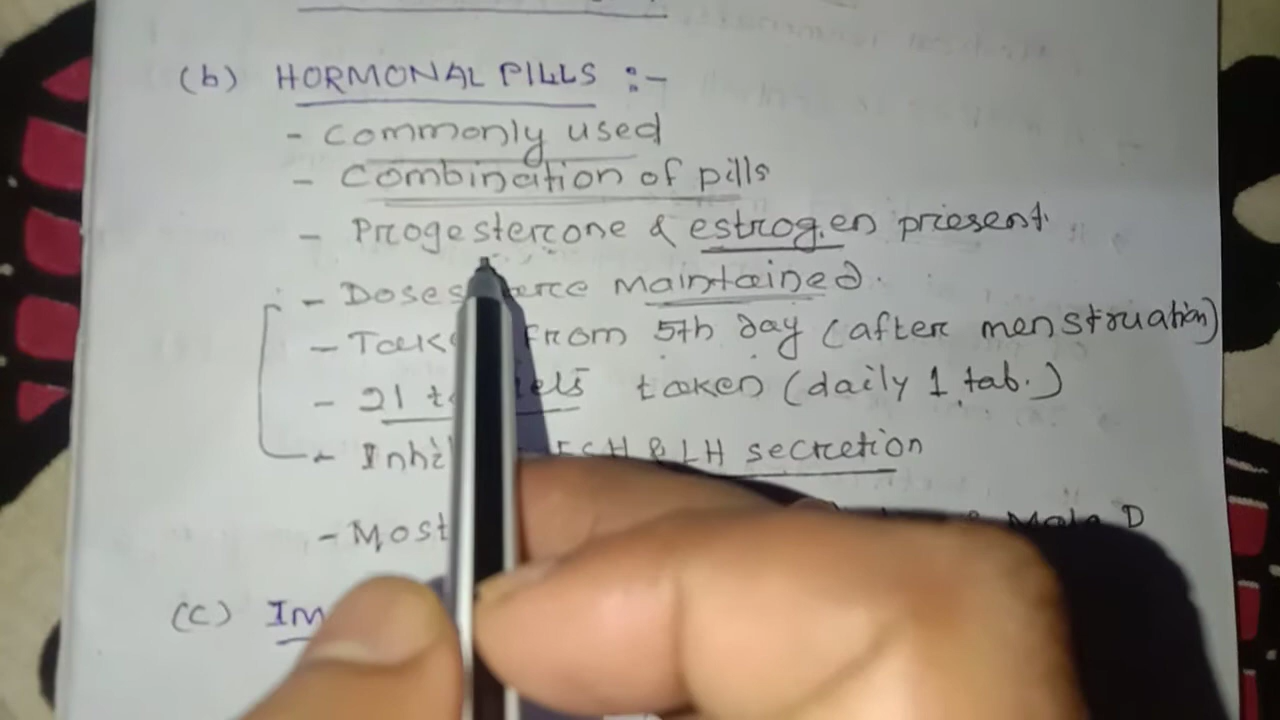 (b) HORMONAL PILLS :-
- Commonly used
- Combination of pills
- Progesterone & estrogen present.
- Doses maintained.
- from 5th day (after menstruation)
- 21 taken (daily 1 tab.)
- FSH & LH secretion
- Most Mala D
(c)